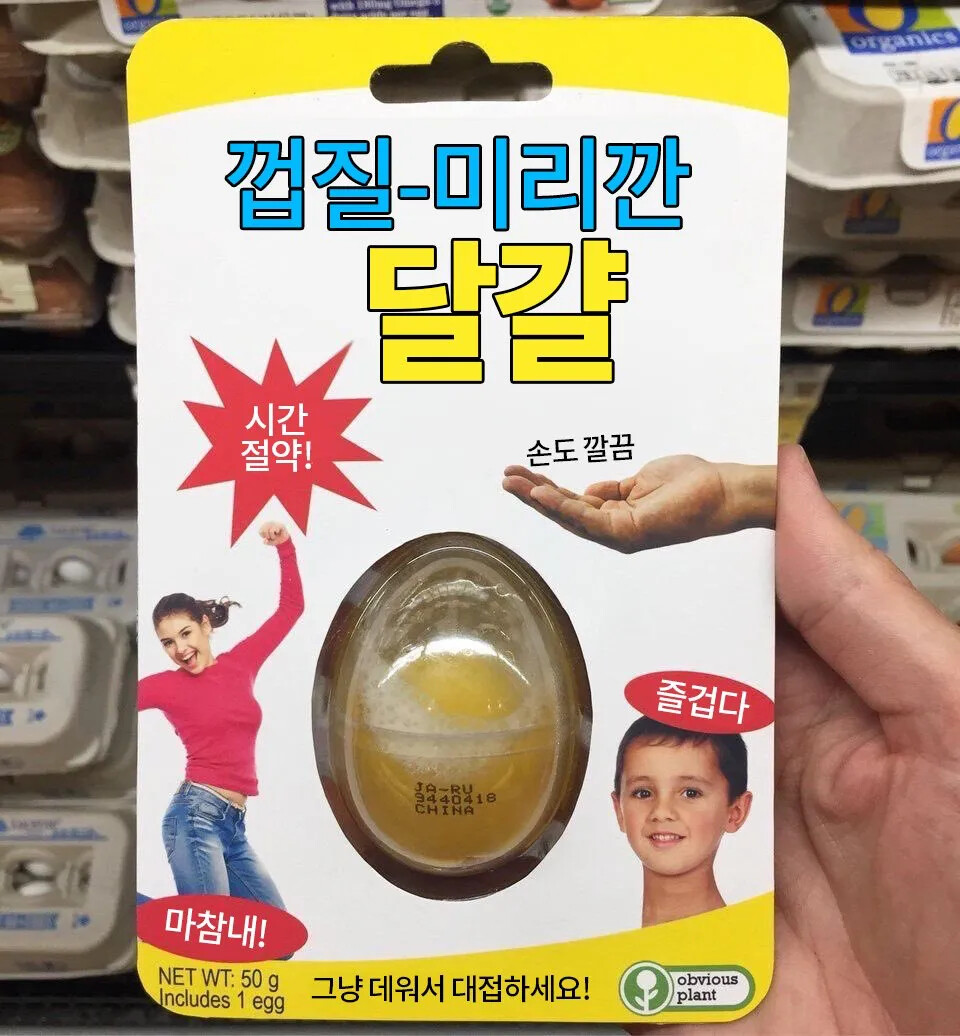 organics
껍질-미리깐
달걀
시간
절약!
손도 깔끔
즐겁다
JA-RU
9440418
CHINA
마참내!
NET WT: 50 g
Includes 1 egg
그냥 데워서 대접하세요!
obvious
plant